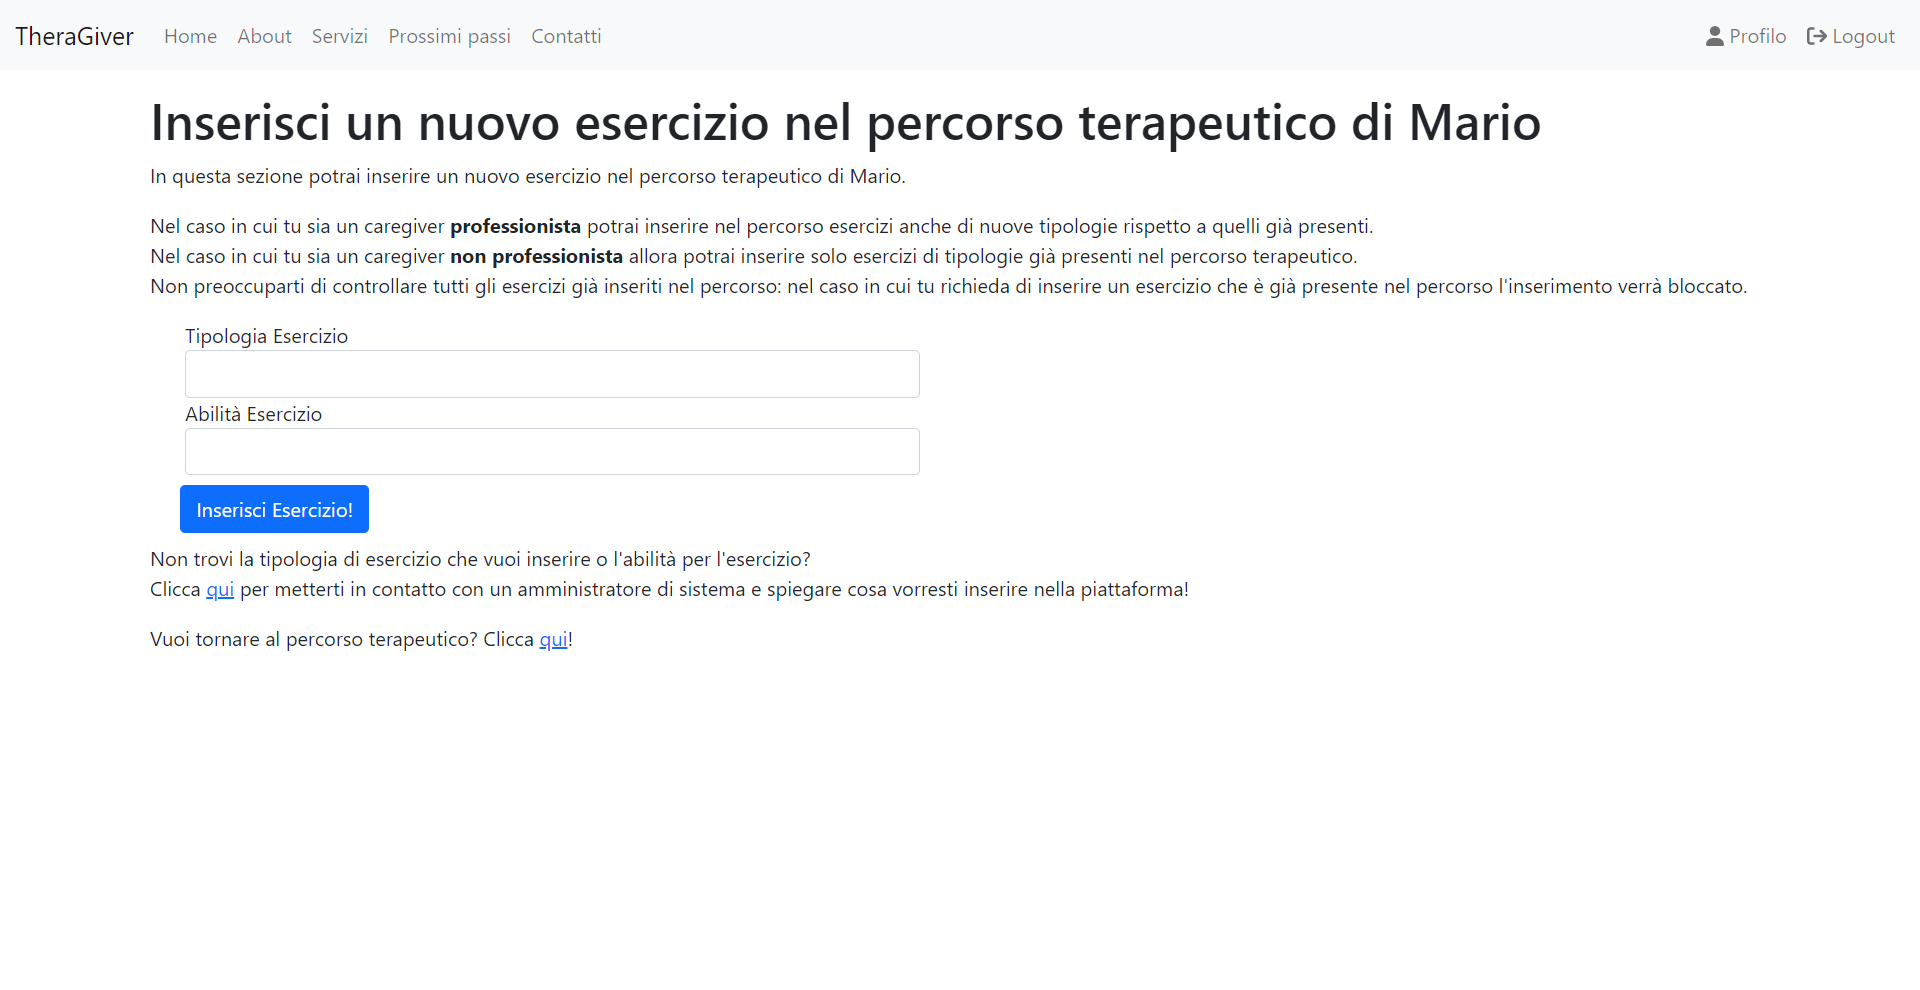 TheraGiver Home About Servizi Prossimi passi Contatti Profilo Logout
Inserisci un nuovo esercizio nel percorso terapeutico di Mario
In questa sezione potrai inserire un nuovo esercizio nel percorso terapeutico di Mario.
Nel caso in cui tu sia un caregiver professionista potrai inserire nel percorso esercizi anche di nuove tipologie rispetto a quelli già presenti.
Nel caso in cui tu sia un caregiver non professionista allora potrai inserire solo esercizi di tipologie già presenti nel percorso terapeutico.
Non preoccuparti di controllare tutti gli esercizi già inseriti nel percorso: nel caso in cui tu richieda di inserire un esercizio che è già presente nel percorso l'inserimento verrà bloccato.
Tipologia Esercizio
Abilità Esercizio
Inserisci Esercizio!
Non trovi la tipologia di esercizio che vuoi inserire o l'abilità per l'esercizio?
Clicca qui per metterti in contatto con un amministratore di sistema e spiegare cosa vorresti inserire nella piattaforma!
Vuoi tornare al percorso terapeutico? Clicca qui!